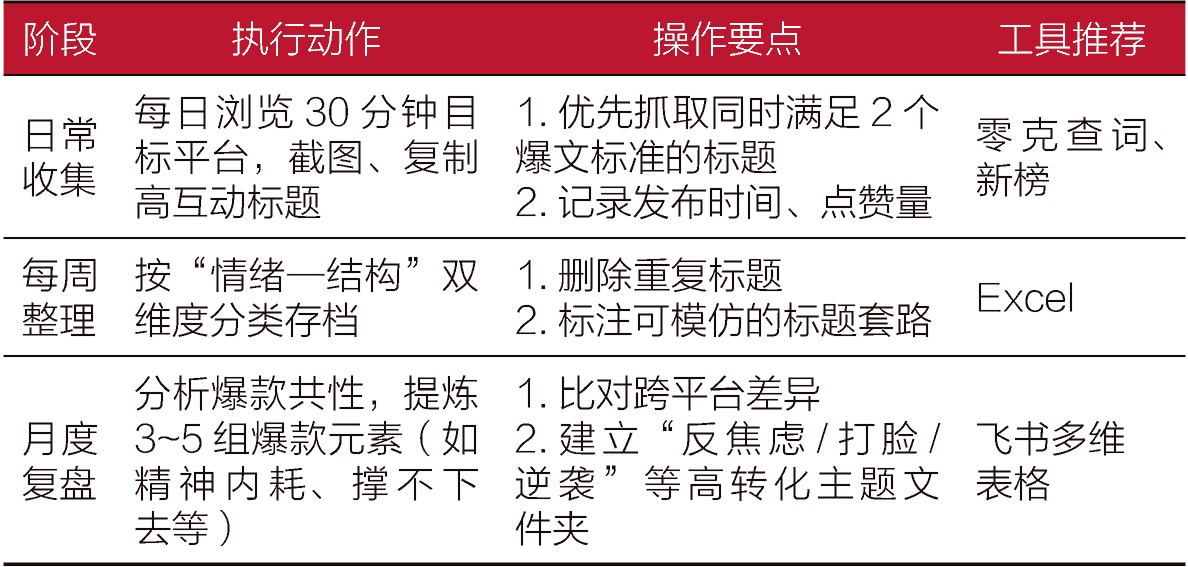 阶段 执行动作 操作要点 工具推荐
日常
收集
每日浏览 30 分钟目
标平台，截图、复制
高互动标题
1. 优先抓取同时满足 2 个
爆文标准的标题
2. 记录发布时间、点赞量
零克查词、
新榜
每周
整理
按“情绪—结构”双
维度分类存档
1. 删除重复标题
2. 标注可模仿的标题套路
Excel
月度
复盘
分析爆款共性，提炼
3~5 组爆款元素（如
精神内耗、撑不下
去等）
1. 比对跨平台差异
2. 建立“反焦虑 / 打脸 /
逆袭”等高转化主题文
件夹
飞书多维
表格